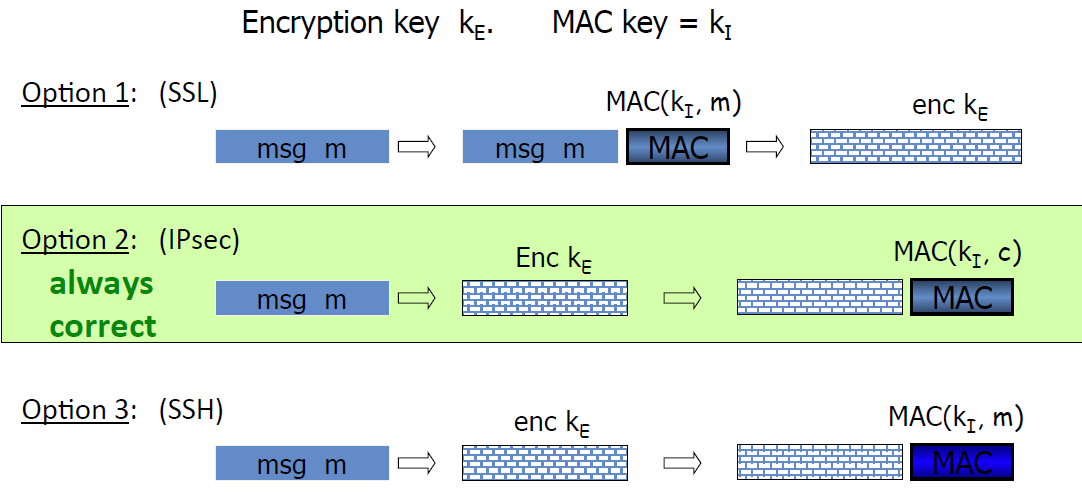 Encryption key k_E. MAC key = k_I
Option 1: (SSL)
MAC(k_I, m)
enc k_E
msg m
msg m
MAC
Option 2: (IPsec)
always
correct
Enc k_E
MAC(k_I, c)
msg m
MAC
Option 3: (SSH)
enc k_E
MAC(k_I, m)
msg m
MAC